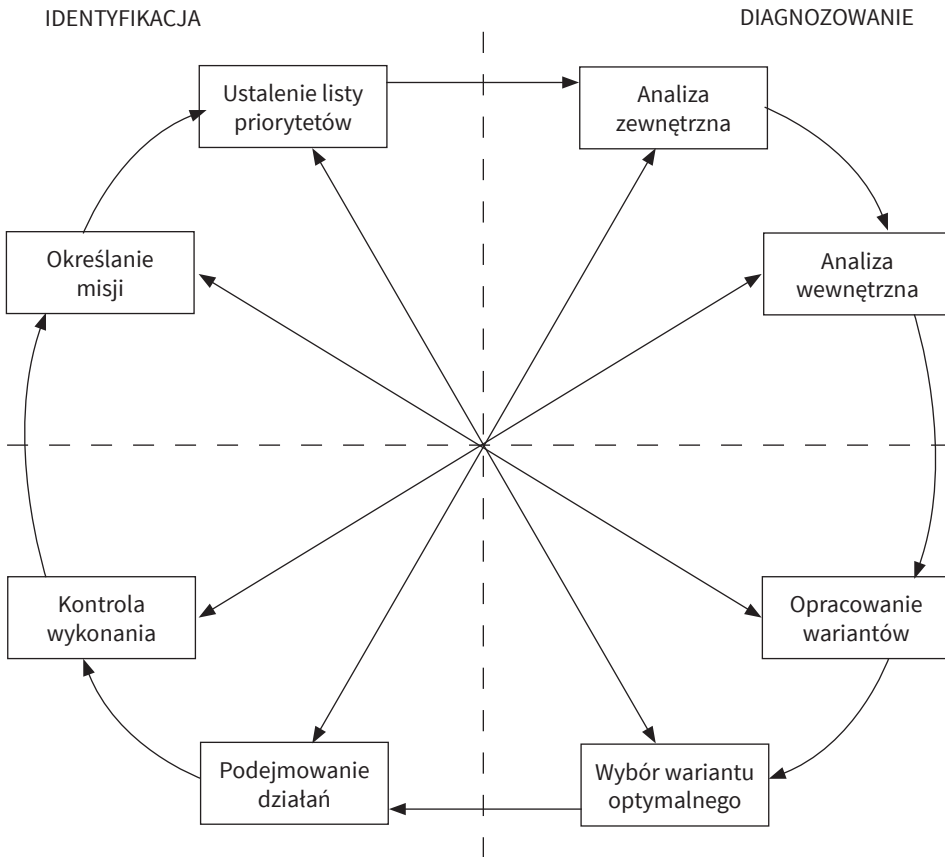 IDENTYFIKACJA
DIAGNOZOWANIE
Ustalenie listy
priorytetów
Analiza
zewnętrzna
Określanie
misji
Analiza
wewnętrzna
Kontrola
wykonania
Opracowanie
wariantów
Podejmowanie
działań
Wybór wariantu
optymalnego